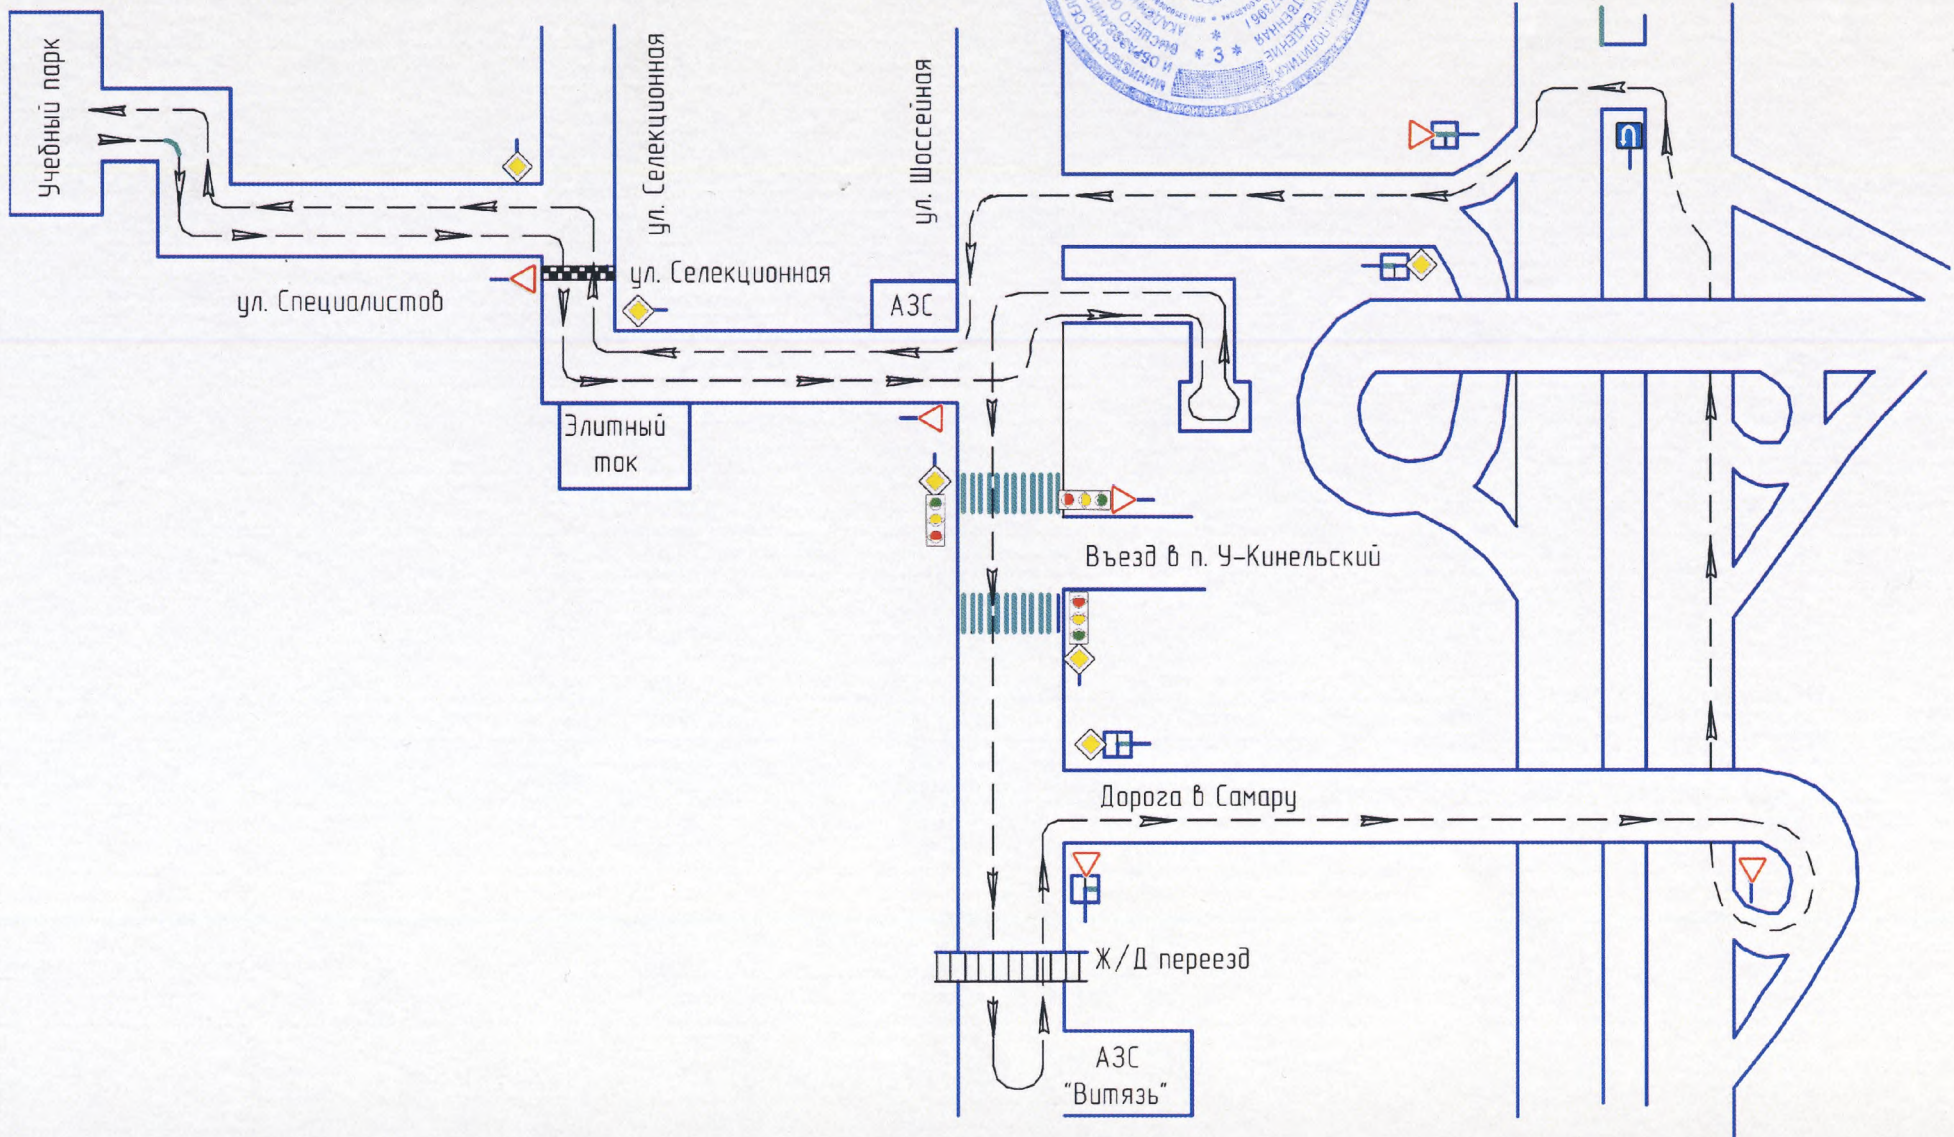 Учебный парк
ул. Специалистов
ул. Селекционная
ул. Селекционная
ул. Шоссейная
АЗС
Элитный
ток
Въезд в п. У-Кинельский
Дорога в Самару
Ж/Д переезд
АЗС
"Витязь"
* 3 *